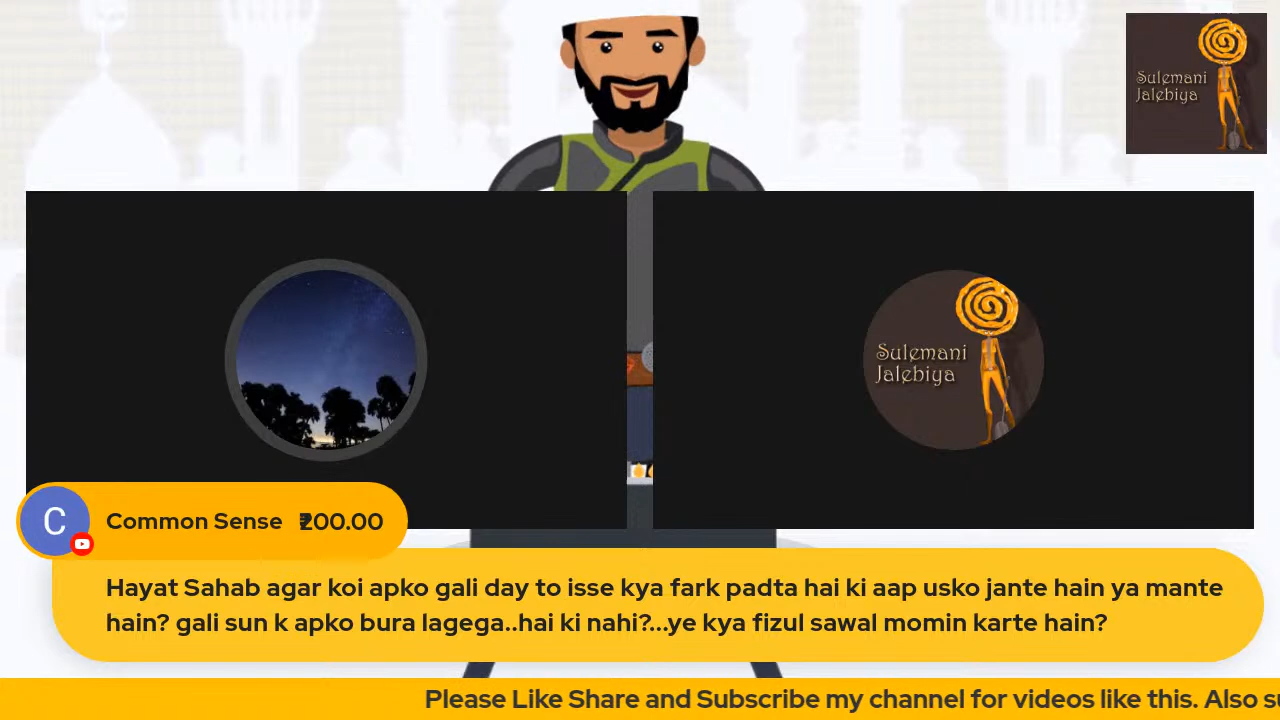 Sulemani
Jalebiya
Sulemani
Jalebiya
C
Common Sense ₹200.00
Hayat Sahab agar koi apko gali day to isse kya fark padta hai ki aap usko jante hain ya mante
hain? gali sun k apko bura lagega..hai ki nahi?...ye kya fizul sawal momin karte hain?
Please Like Share and Subscribe my channel for videos like this. Also